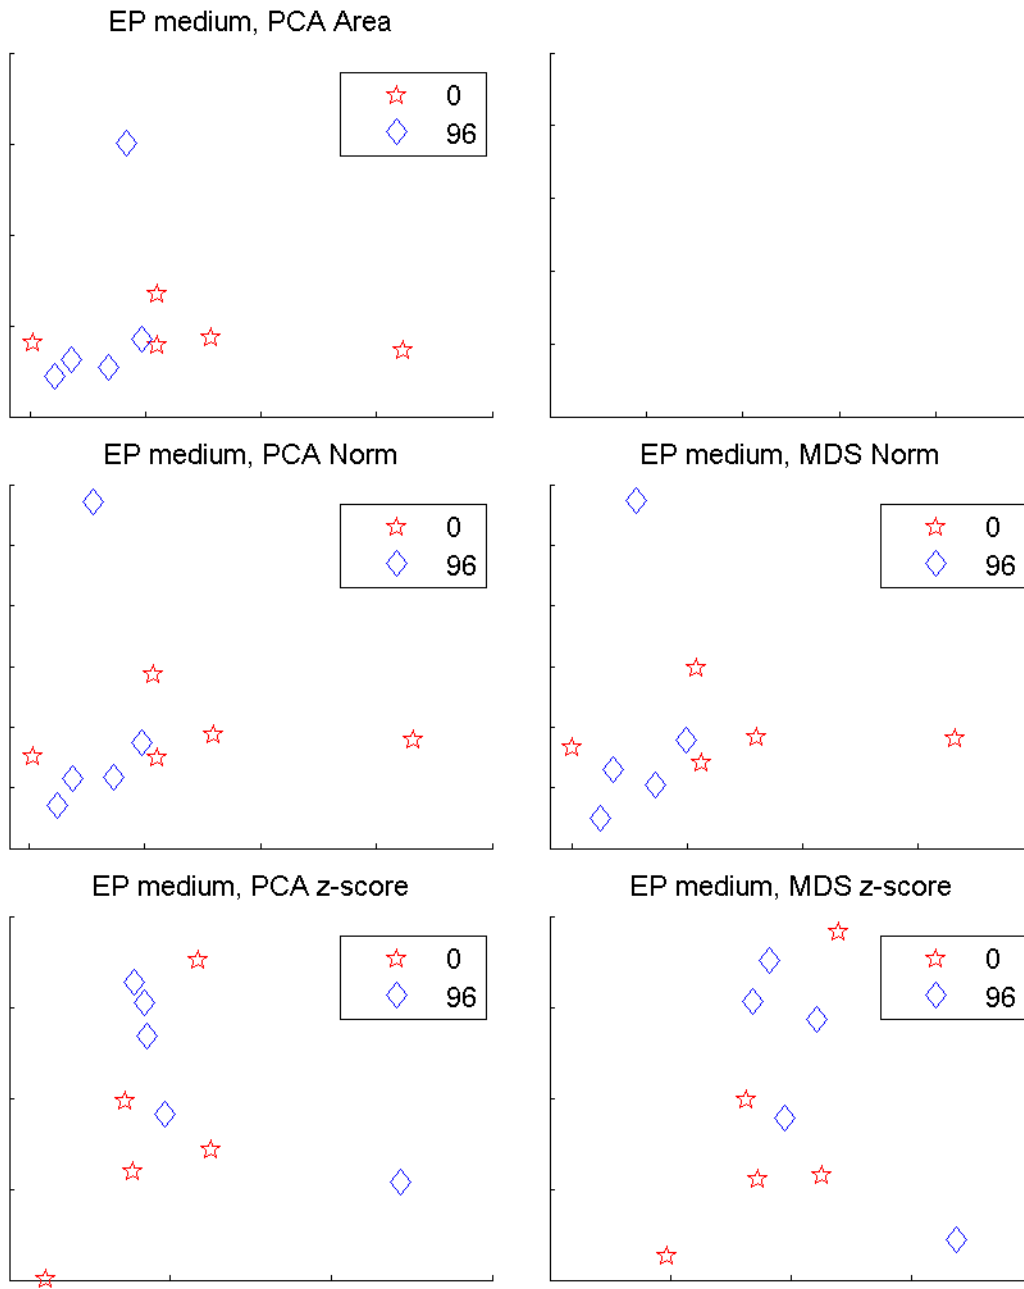 EP medium, PCA Area
0
96
EP medium, PCA Norm
0
96
EP medium, MDS Norm
0
96
EP medium, PCA z-score
0
96
EP medium, MDS z-score
0
96